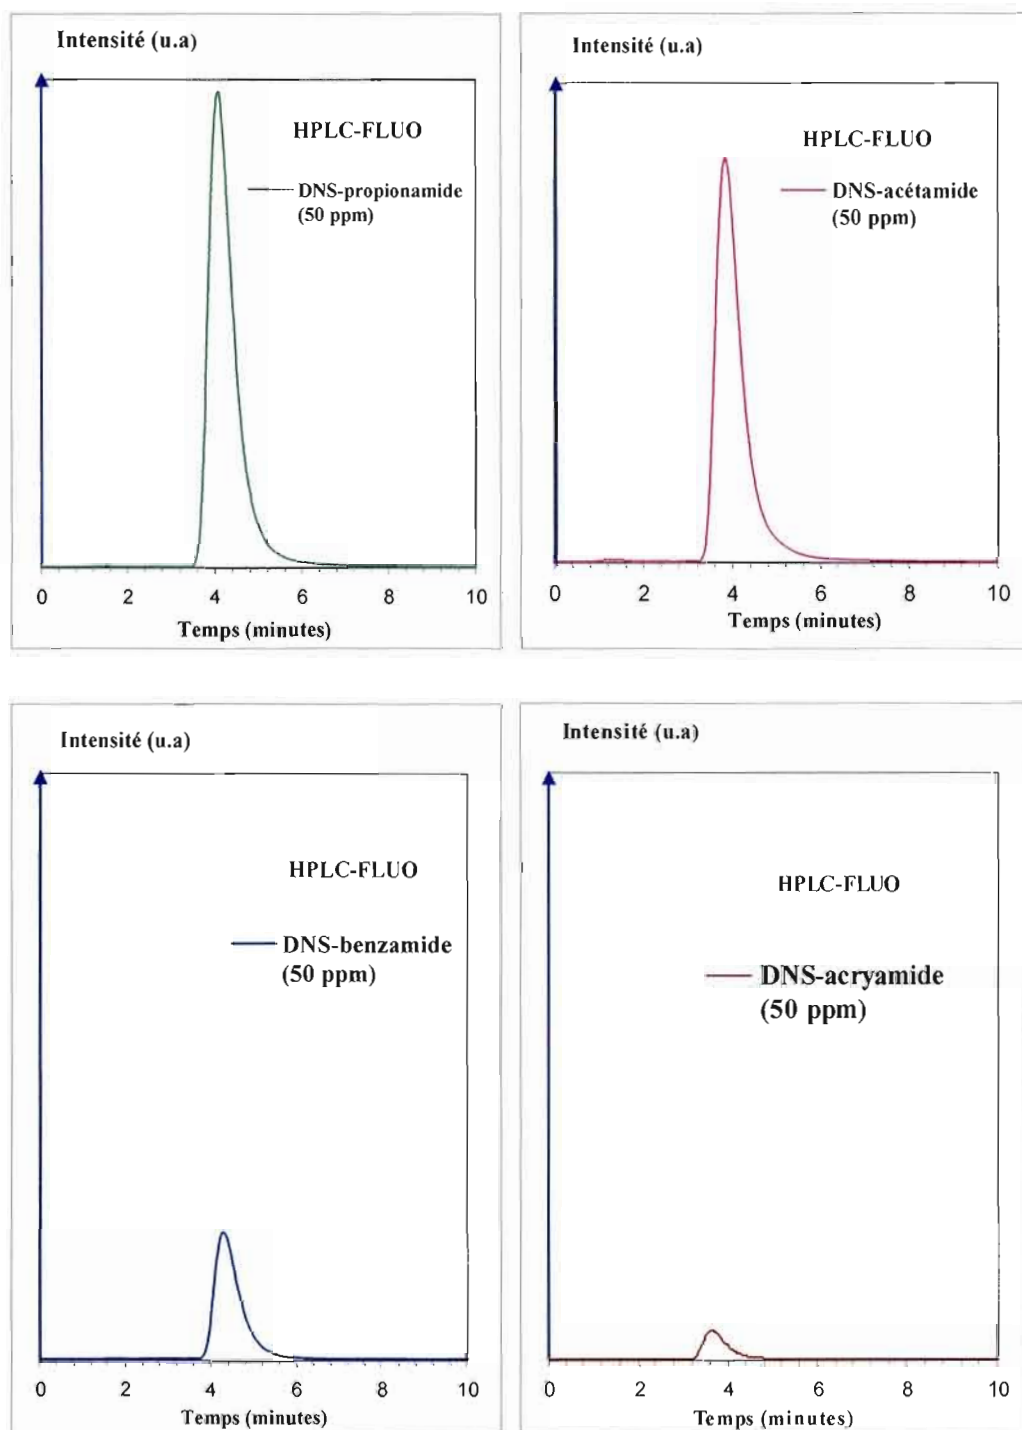 Intensité (u.a)
HPLC-FLUO
DNS-propionamide
(50 ppm)
0 2 4 6 8 10
Temps (minutes)
Intensité (u.a)
HPLC-FLUO
DNS-acétamide
(50 ppm)
0 2 4 6 8 10
Temps (minutes)
Intensité (u.a)
HPLC-FLUO
DNS-benzamide
(50 ppm)
0 2 4 6 8 10
Temps (minutes)
Intensité (u.a)
HPLC-FLUO
DNS-acryamide
(50 ppm)
0 2 4 6 8 10
Temps (minutes)